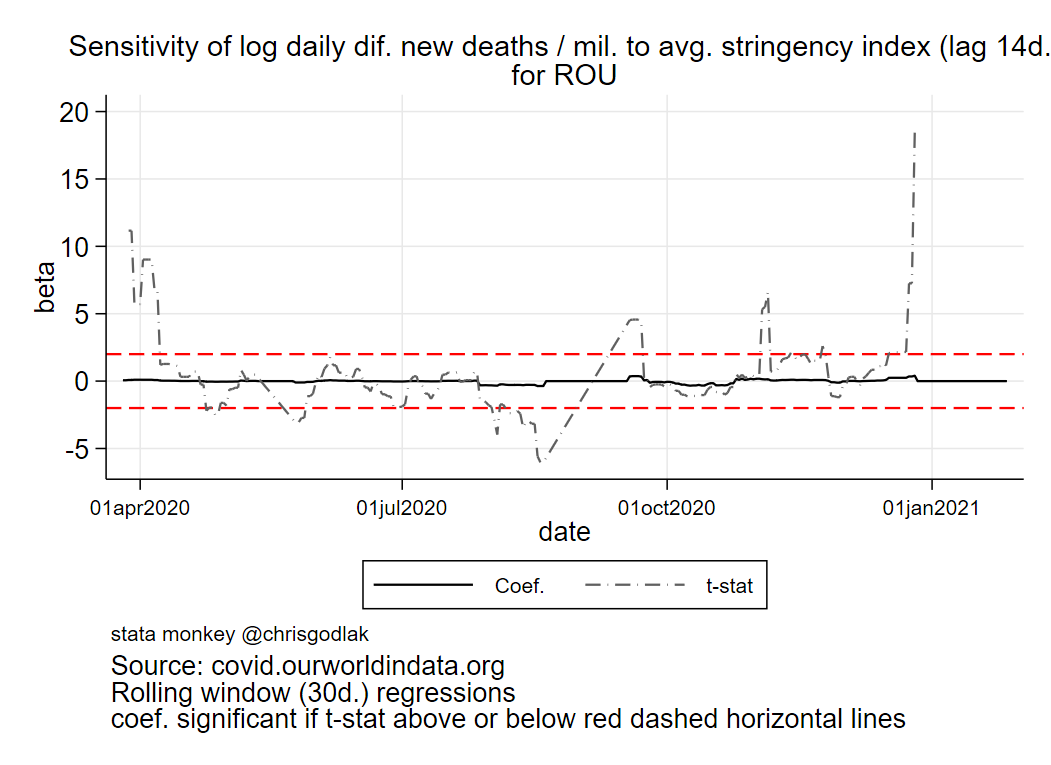 Sensitivity of log daily dif. new deaths / mil. to avg. stringency index (lag 14d.
for ROU
20
15
10
5
0
-5
beta
01apr2020
01jul2020
01oct2020
01jan2021
date
Coef.
t-stat
stata monkey @chrisgodlak
Source: covid.ourworldindata.org
Rolling window (30d.) regressions
coef. significant if t-stat above or below red dashed horizontal lines